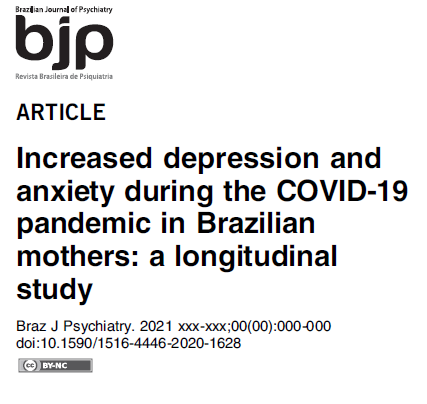 Brazilian Journal of Psychiatry
bjp
Revista Brasileira de Psiquiatria
ARTICLE
Increased depression and
anxiety during the COVID-19
pandemic in Brazilian
mothers: a longitudinal
study
Braz J Psychiatry. 2021 xxx-xxx;00(00):000-000
doi:10.1590/1516-4446-2020-1628
cc BY-NC